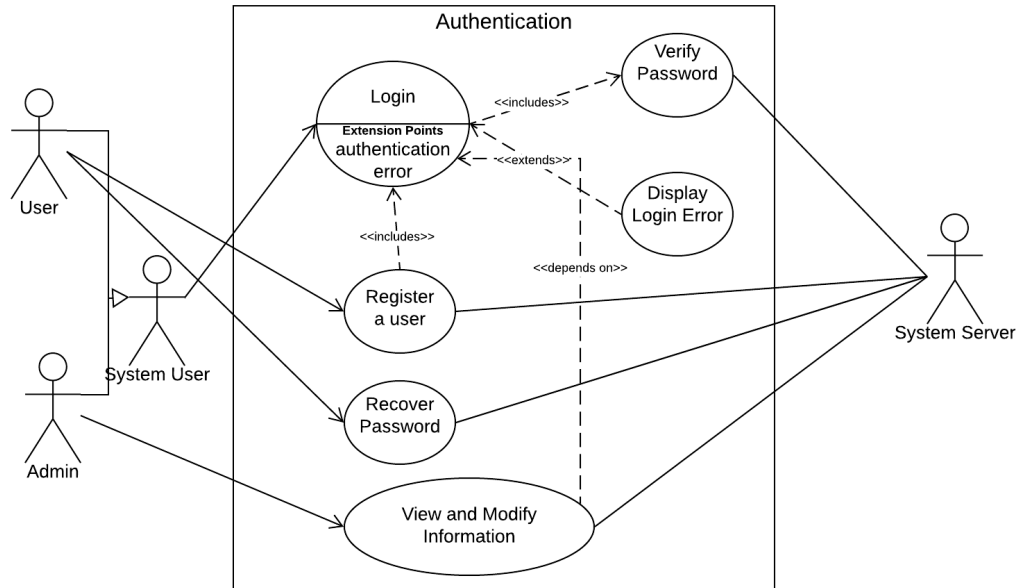 Authentication
Verify
Password
Login
<<includes>>
Extension Points
authentication
error
<<extends>>
User
Display
Login Error
<<includes>>
<<depends on>>
Register
a user
System Server
System User
Recover
Password
Admin
View and Modify
Information